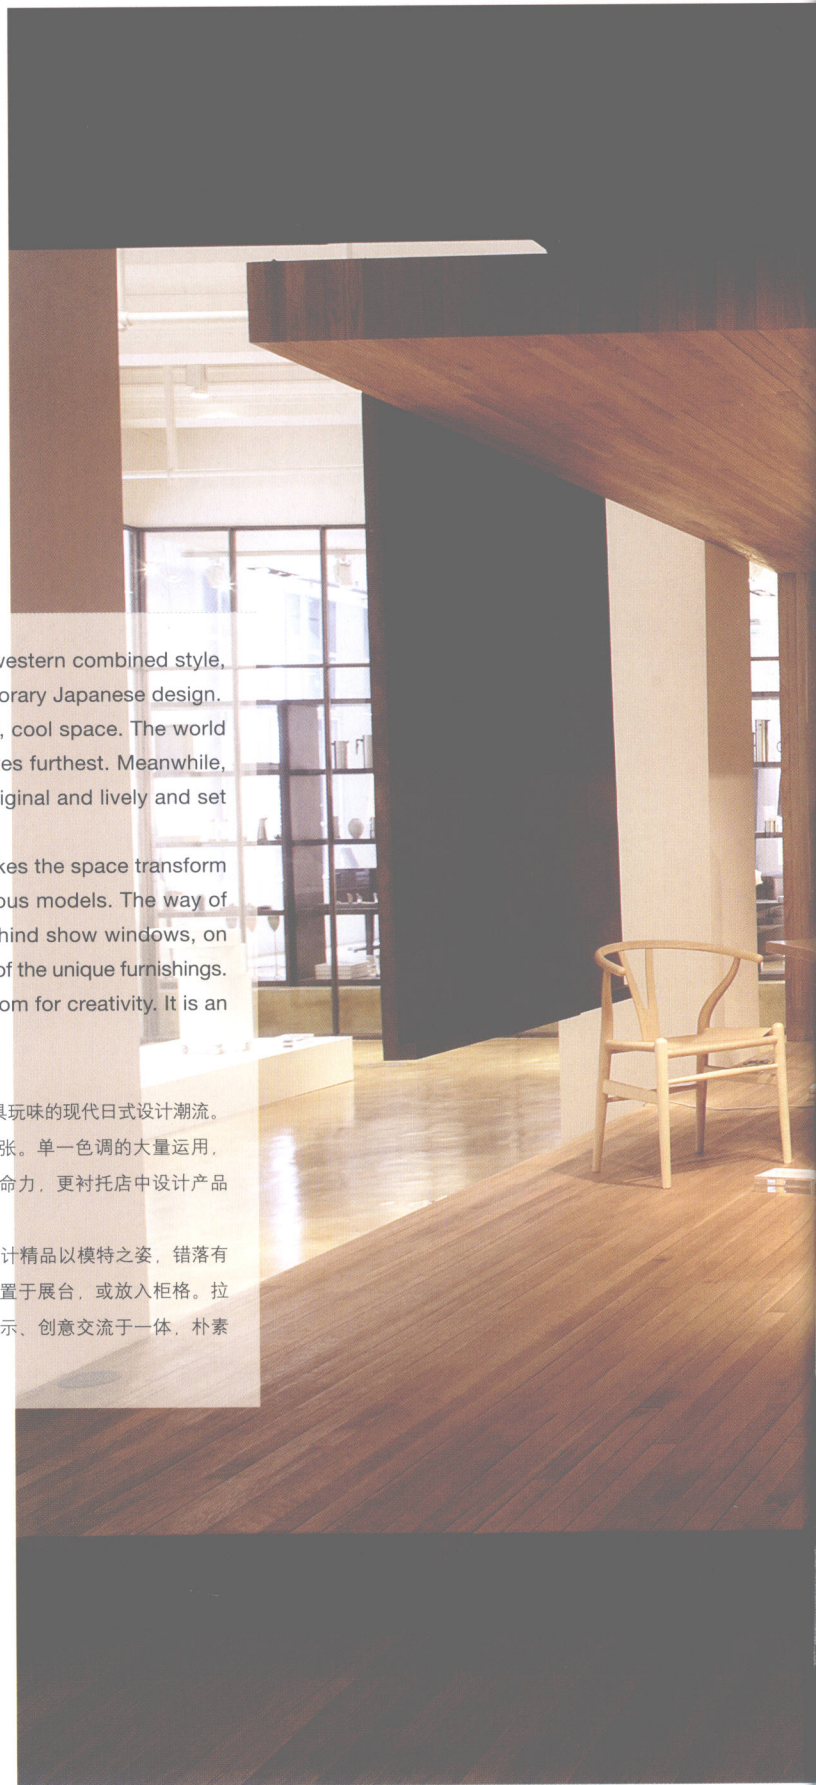 western combined style,
orary Japanese design.
, cool space. The world
es furthest. Meanwhile,
iginal and lively and set
kes the space transform
ous models. The way of
hind show windows, on
of the unique furnishings.
om for creativity. It is an
具玩味的现代日式设计潮流。
张。单一色调的大量运用，
命力，更衬托店中设计产品
计精品以模特之姿，错落有
置于展台，或放入柜格。拉
示、创意交流于一体，朴素